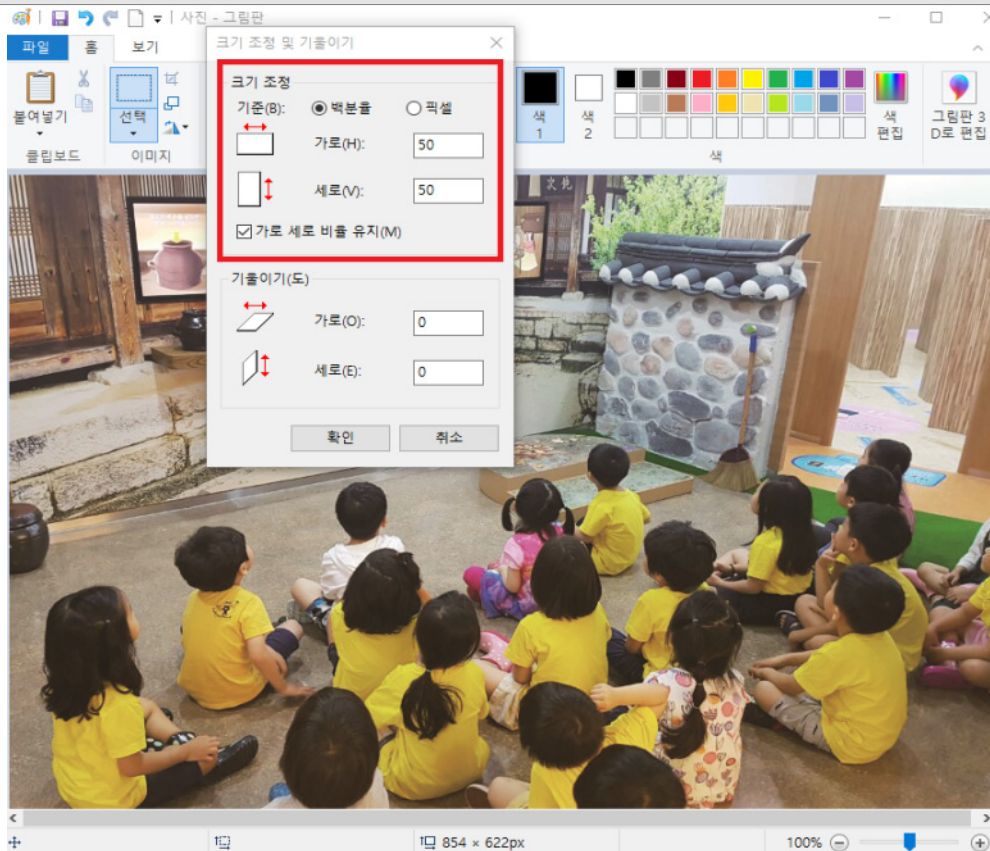 사진 - 그림판
파일 홈 보기
크기 조정 및 기울이기
크기 조정
기준(B): 백분율 픽셀
가로(H): 50
세로(V): 50
가로 세로 비율 유지(M)
기울이기(도)
가로(O): 0
세로(E): 0
확인 취소
붙여넣기
클립보드
선택
이미지
색
1
색
2
색
편집
색
그림판 3
D로 편집
854 × 622px
100%